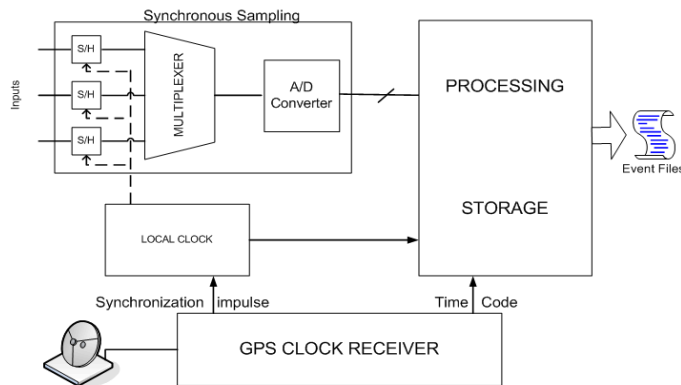 Synchronous Sampling
Inputs
S/H
S/H
S/H
MULTIPLEXER
A/D
Converter
PROCESSING
STORAGE
Event Files
LOCAL CLOCK
Synchronization impulse
Time Code
GPS CLOCK RECEIVER